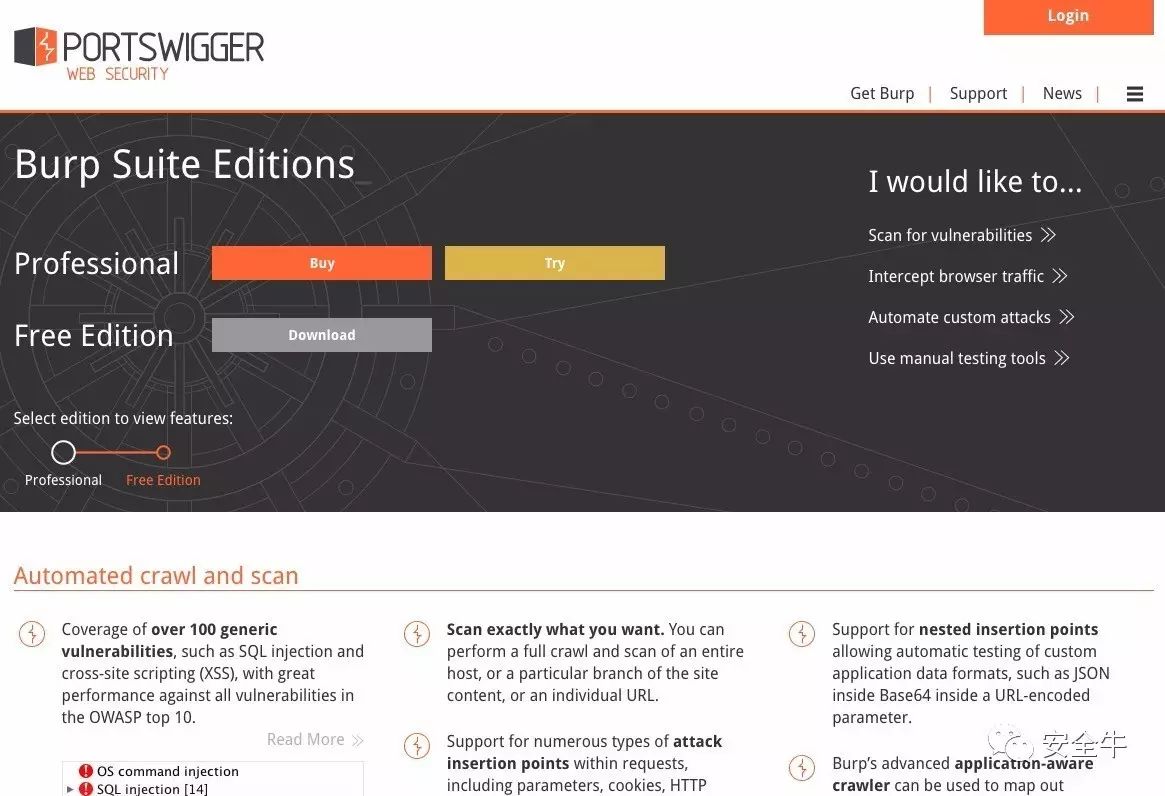 PORTSWIGGER
WEB SECURITY
Login
Get Burp | Support | News |
Burp Suite Editions_
Professional
Buy
Try
Free Edition
Download
Select edition to view features:
Professional
Free Edition
I would like to...
Scan for vulnerabilities
Intercept browser traffic
Automate custom attacks
Use manual testing tools
Automated crawl and scan
Coverage of over 100 generic
vulnerabilities, such as SQL injection and
cross-site scripting (XSS), with great
performance against all vulnerabilities in
the OWASP top 10.
Read More
OS command injection
SQL injection [14]
Scan exactly what you want. You can
perform a full crawl and scan of an entire
host, or a particular branch of the site
content, or an individual URL.
Support for numerous types of attack
insertion points within requests,
including parameters, cookies, HTTP
Support for nested insertion points
allowing automatic testing of custom
application data formats, such as JSON
inside Base64 inside a URL-encoded
parameter.
Burp's advanced application-aware
crawler can be used to map out
安全牛